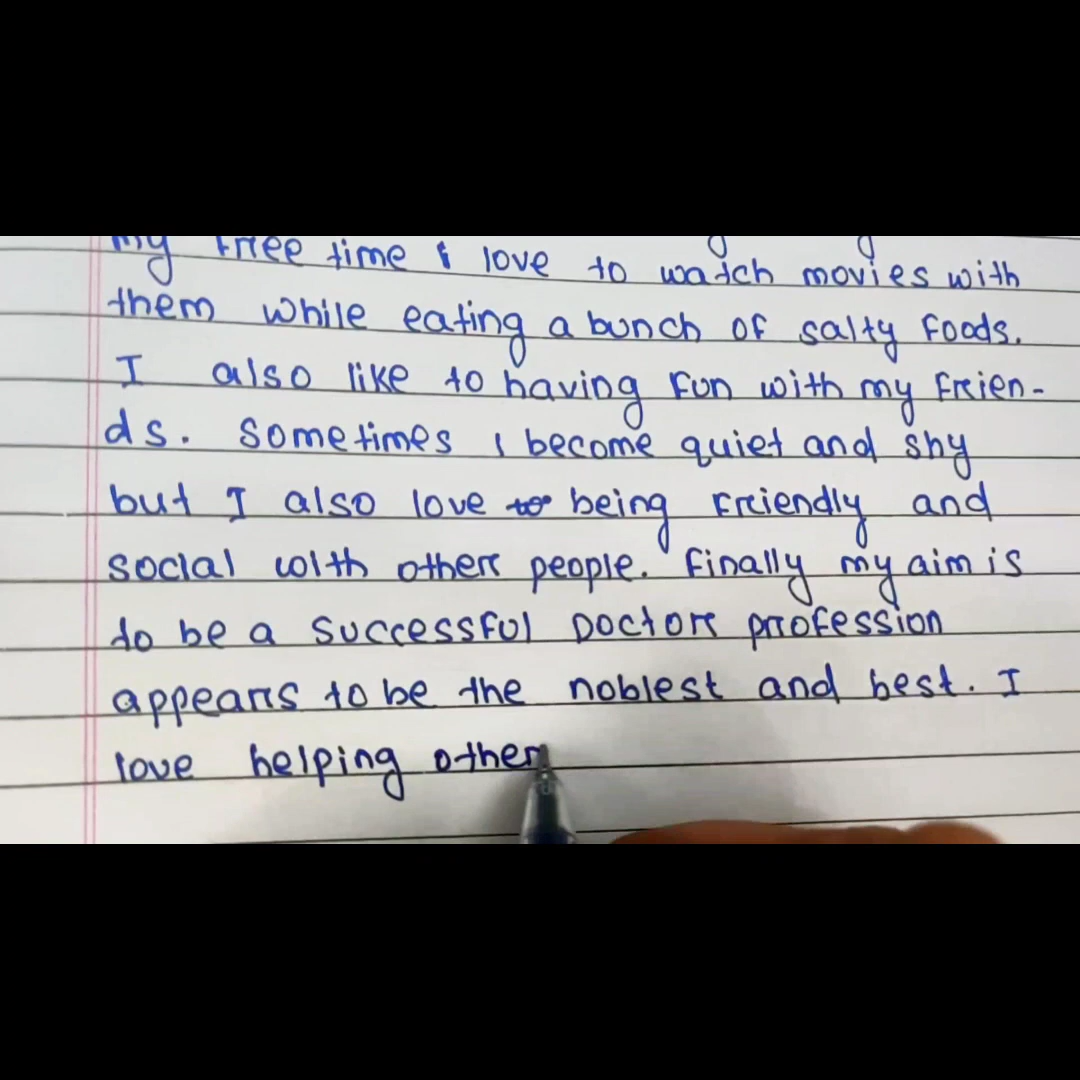 my free time I love to watch movies with
them while eating a bunch of salty foods.
I also like to having fun with my frien-
ds. sometimes I become quiet and shy
but I also love to being friendly and
social with other people. Finally my aim is
to be a successful Doctor profession
appears to be the noblest and best. I
love helping other